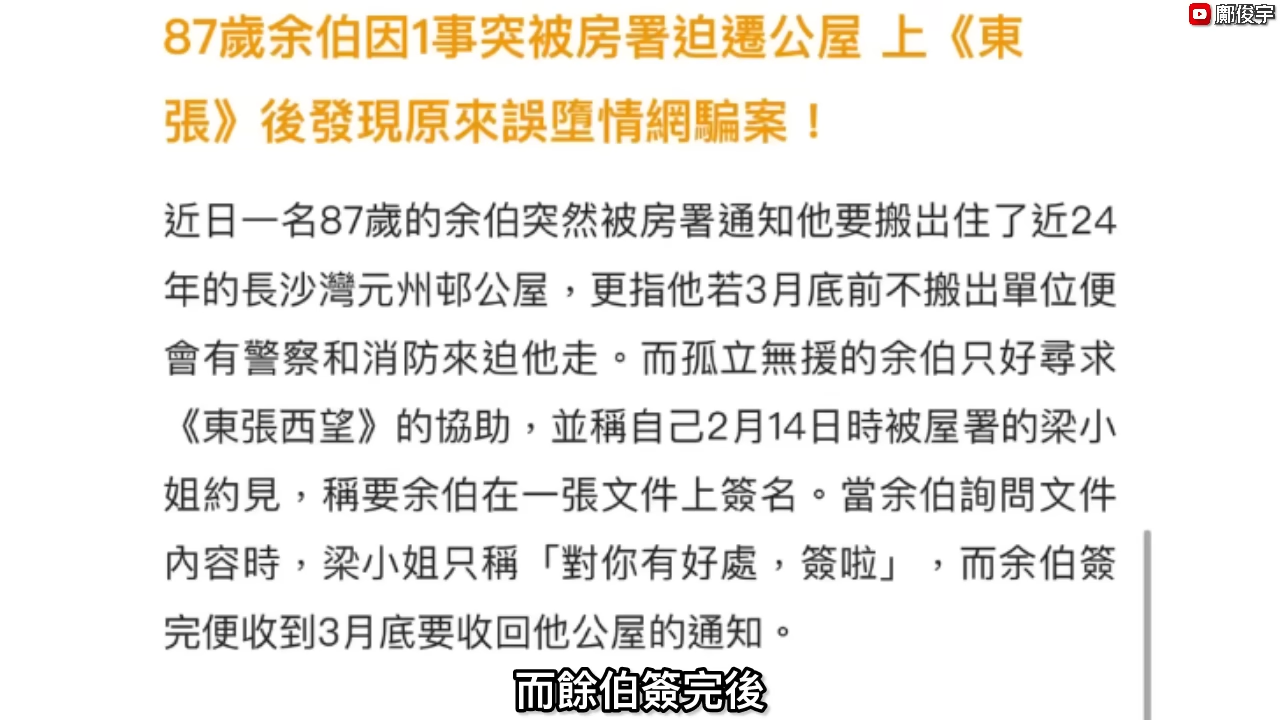 鄺俊宇
87歲余伯因1事突被房署迫遷公屋 上《東
張》後發現原來誤墮情網騙案！
近日一名87歲的余伯突然被房署通知他要搬出住了近24
年的長沙灣元州邨公屋，更指他若3月底前不搬出單位便
會有警察和消防來迫他走。而孤立無援的余伯只好尋求
《東張西望》的協助，並稱自己2月14日時被屋署的梁小
姐約見，稱要余伯在一張文件上簽名。當余伯詢問文件
內容時，梁小姐只稱「對你有好處，簽啦」，而余伯簽
完便收到3月底要收回他公屋的通知。
而餘伯簽完後